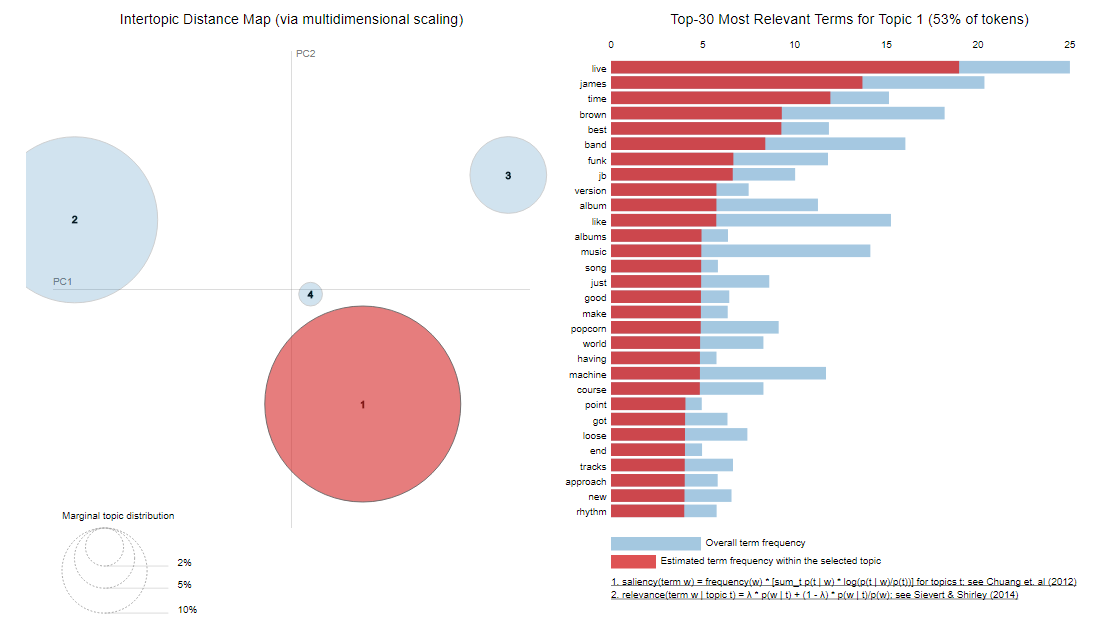 Intertopic Distance Map (via multidimensional scaling)
PC2
PC1
2
3
4
1
Marginal topic distribution
2%
5%
10%
Top-30 Most Relevant Terms for Topic 1 (53% of tokens)
0 5 10 15 20 25
live
james
time
brown
best
band
funk
jb
version
album
like
albums
music
song
just
good
make
popcorn
world
having
machine
course
point
got
loose
end
tracks
approach
new
rhythm
Overall term frequency
Estimated term frequency within the selected topic
1. saliency(term w) = frequency(w) * [sum_t p(t | w) * log(p(t | w)/p(t))] for topics t; see Chuang et. al (2012)
2. relevance(term w | topic t) = λ * p(w | t) + (1 - λ) * p(w | t)/p(w); see Sievert & Shirley (2014)